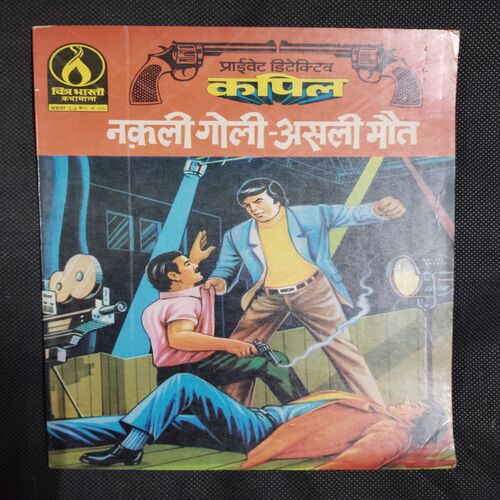 चित्र भारती
कथामाला
प्राईवेट डिटेक्टिव
कपिल
नक़ली गोली-असली मौत